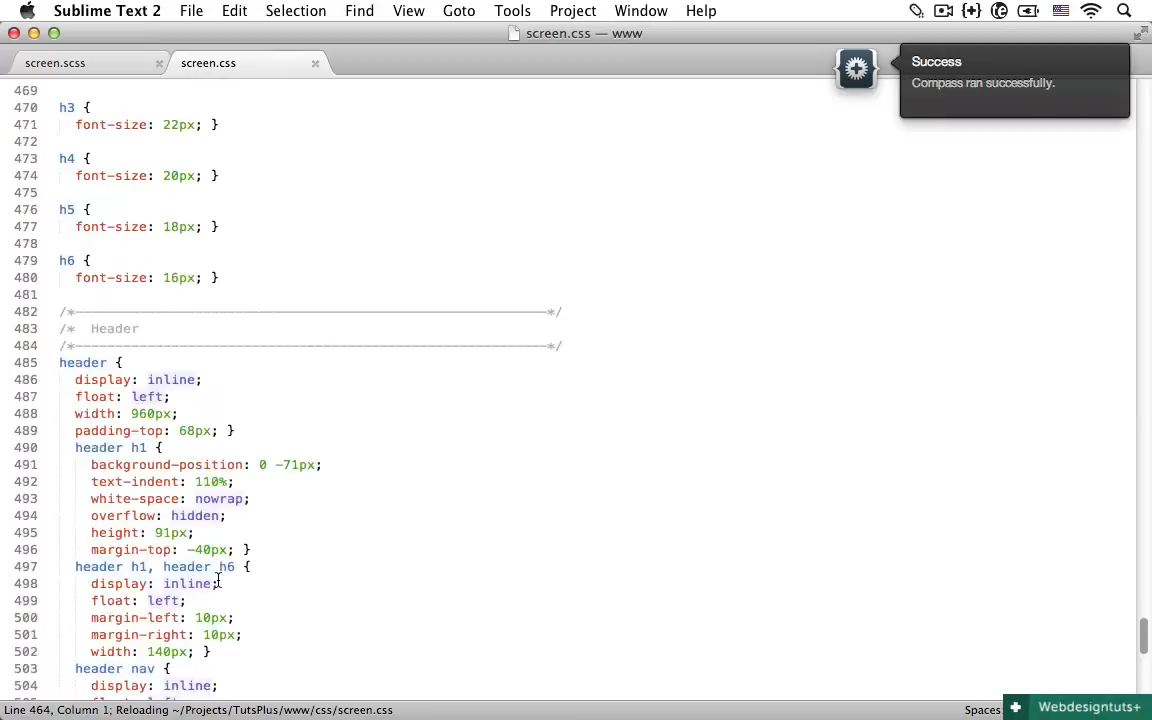 Sublime Text 2 File Edit Selection Find View Goto Tools Project Window Help
screen.css — www
screen.scss × screen.css ×
Success
Compass ran successfully.
469
470 h3 {
471 font-size: 22px; }
472
473 h4 {
474 font-size: 20px; }
475
476 h5 {
477 font-size: 18px; }
478
479 h6 {
480 font-size: 16px; }
481
482 /*———————————————————————————————————————————————————————————*/
483 /* Header
484 /*———————————————————————————————————————————————————————————*/
485 header {
486 display: inline;
487 float: left;
488 width: 960px;
489 padding-top: 68px; }
490 header h1 {
491 background-position: 0 -71px;
492 text-indent: 110%;
493 white-space: nowrap;
494 overflow: hidden;
495 height: 91px;
496 margin-top: -40px; }
497 header h1, header h6 {
498 display: inline;
499 float: left;
500 margin-left: 10px;
501 margin-right: 10px;
502 width: 140px; }
503 header nav {
504 display: inline;
Line 464, Column 1; Reloading ~/Projects/TutsPlus/www/css/screen.css Spaces
Webdesigntuts+